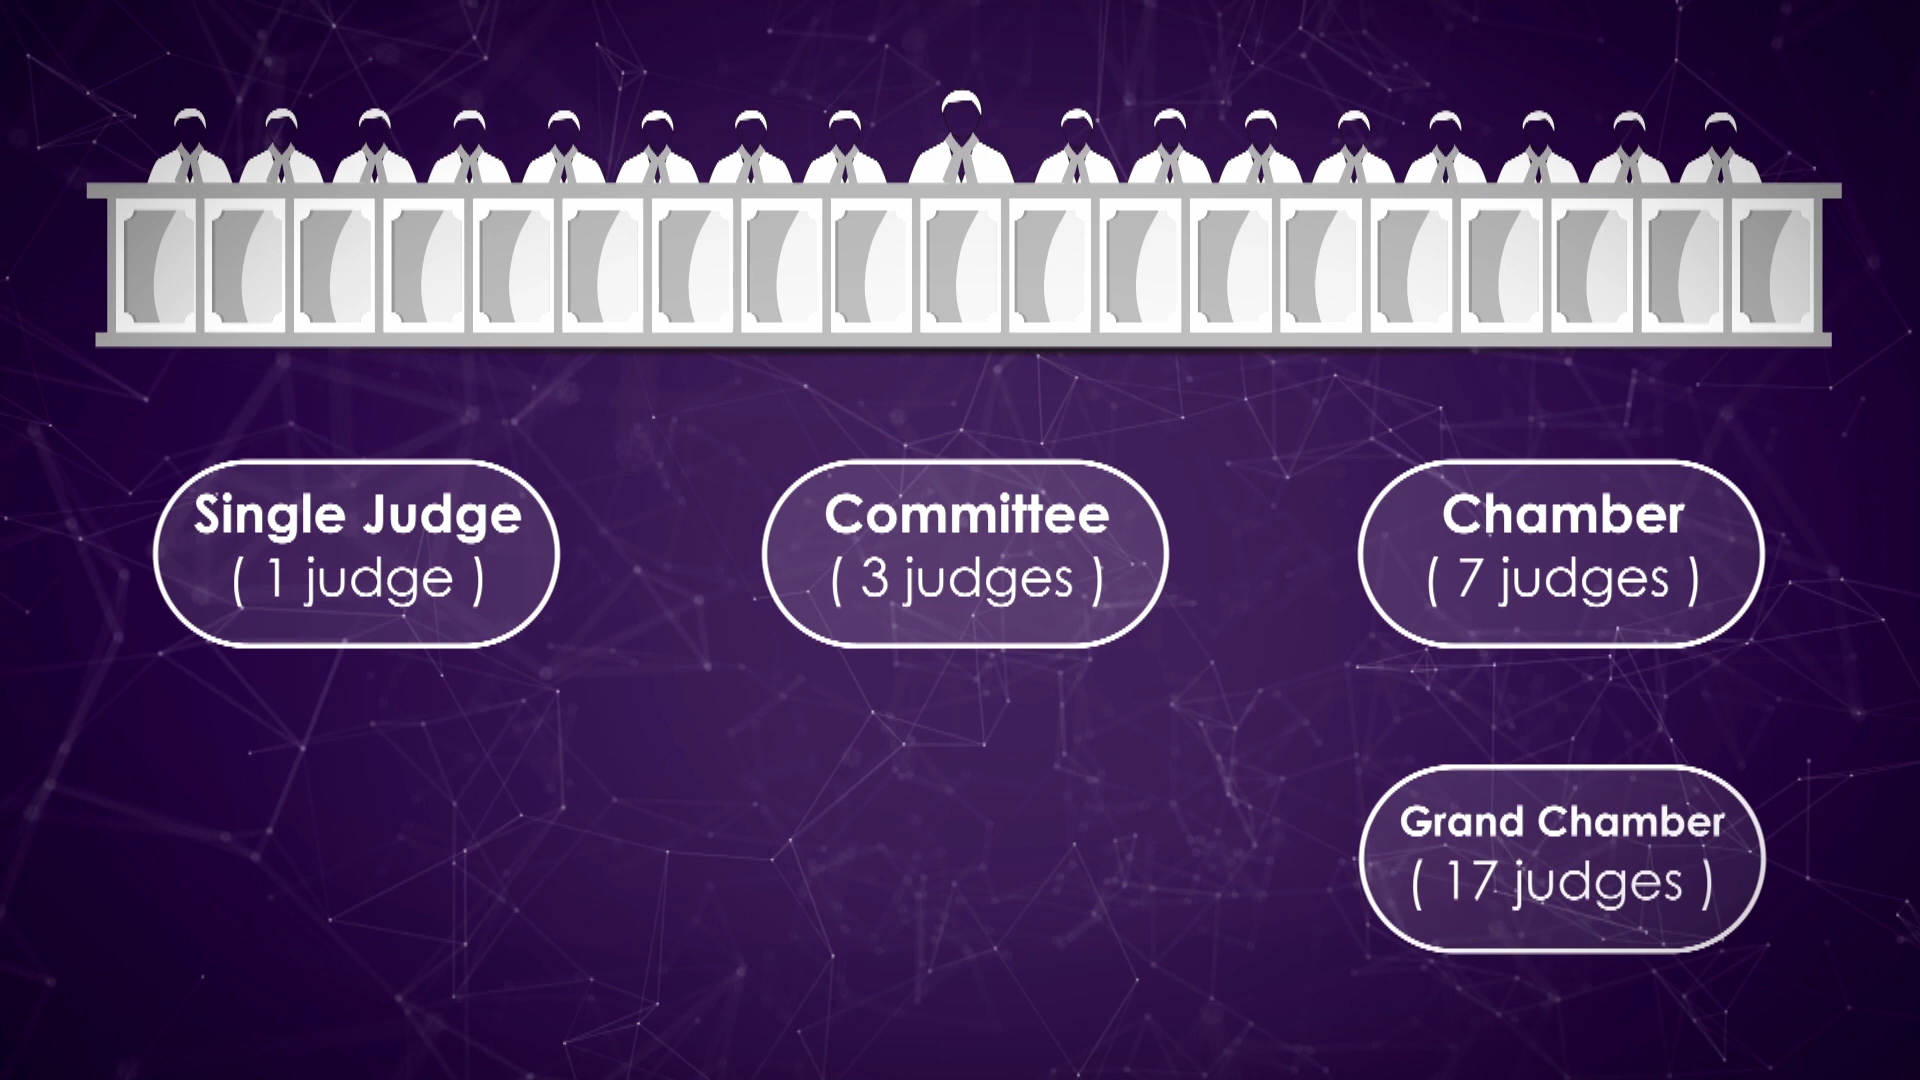 Single Judge
( 1 judge )
Committee
( 3 judges )
Chamber
( 7 judges )
Grand Chamber
( 17 judges )